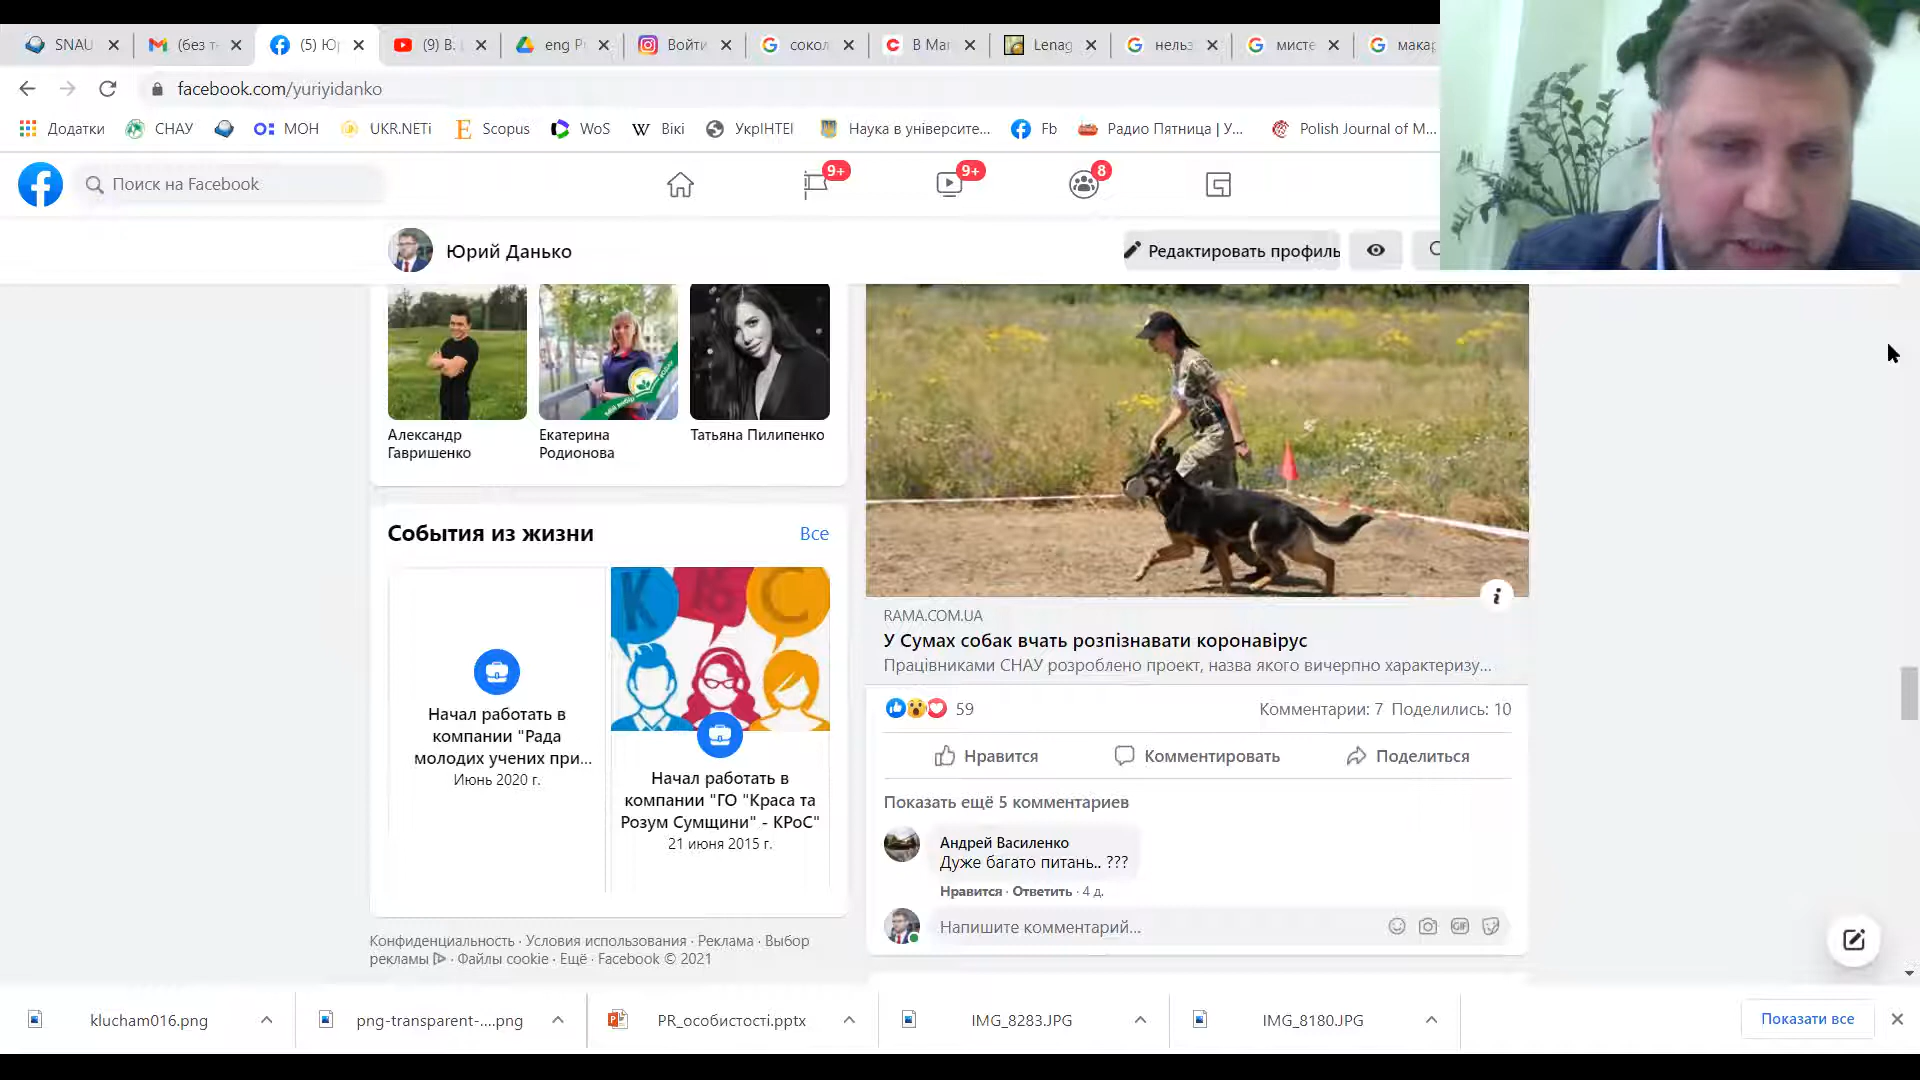 SNAU
(без т
(5) Юр
(9) В.
eng P
Войти
сокол
В Маг
Lenag
нельз
мисте
мака
facebook.com/yuriyidanko
Додатки
СНАУ
МОН
UKR.NETi
Scopus
WoS
Вікі
УкрІНТЕІ
Наука в університе...
Fb
Радио Пятница | У...
Polish Journal of M...
Поиск на Facebook
9+
9+
8
Юрий Данько
Редактировать профиль
Александр
Гавришенко
Екатерина
Родионова
Татьяна Пилипенко
События из жизни
Все
Начал работать в
компании "Рада
молодих учених при...
Июнь 2020 г.
К Ю С
Начал работать в
компании "ГО "Краса та
Розум Сумщини" - КРоС"
21 июня 2015 г.
Конфиденциальность · Условия использования · Реклама · Выбор
рекламы · Файлы cookie · Ещё · Facebook © 2021
RAMA.COM.UA
У Сумах собак вчать розпізнавати коронавірус
Працівниками СНАУ розроблено проект, назва якого вичерпно характеризу...
59
Комментарии: 7 Поделились: 10
Нравится
Комментировать
Поделиться
Показать ещё 5 комментариев
Андрей Василенко
Дуже багато питань.. ???
Нравится · Ответить · 4 д.
Напишите комментарий...
GIF
klucham016.png
png-transparent-....png
PR_особистості.pptx
IMG_8283.JPG
IMG_8180.JPG
Показати все